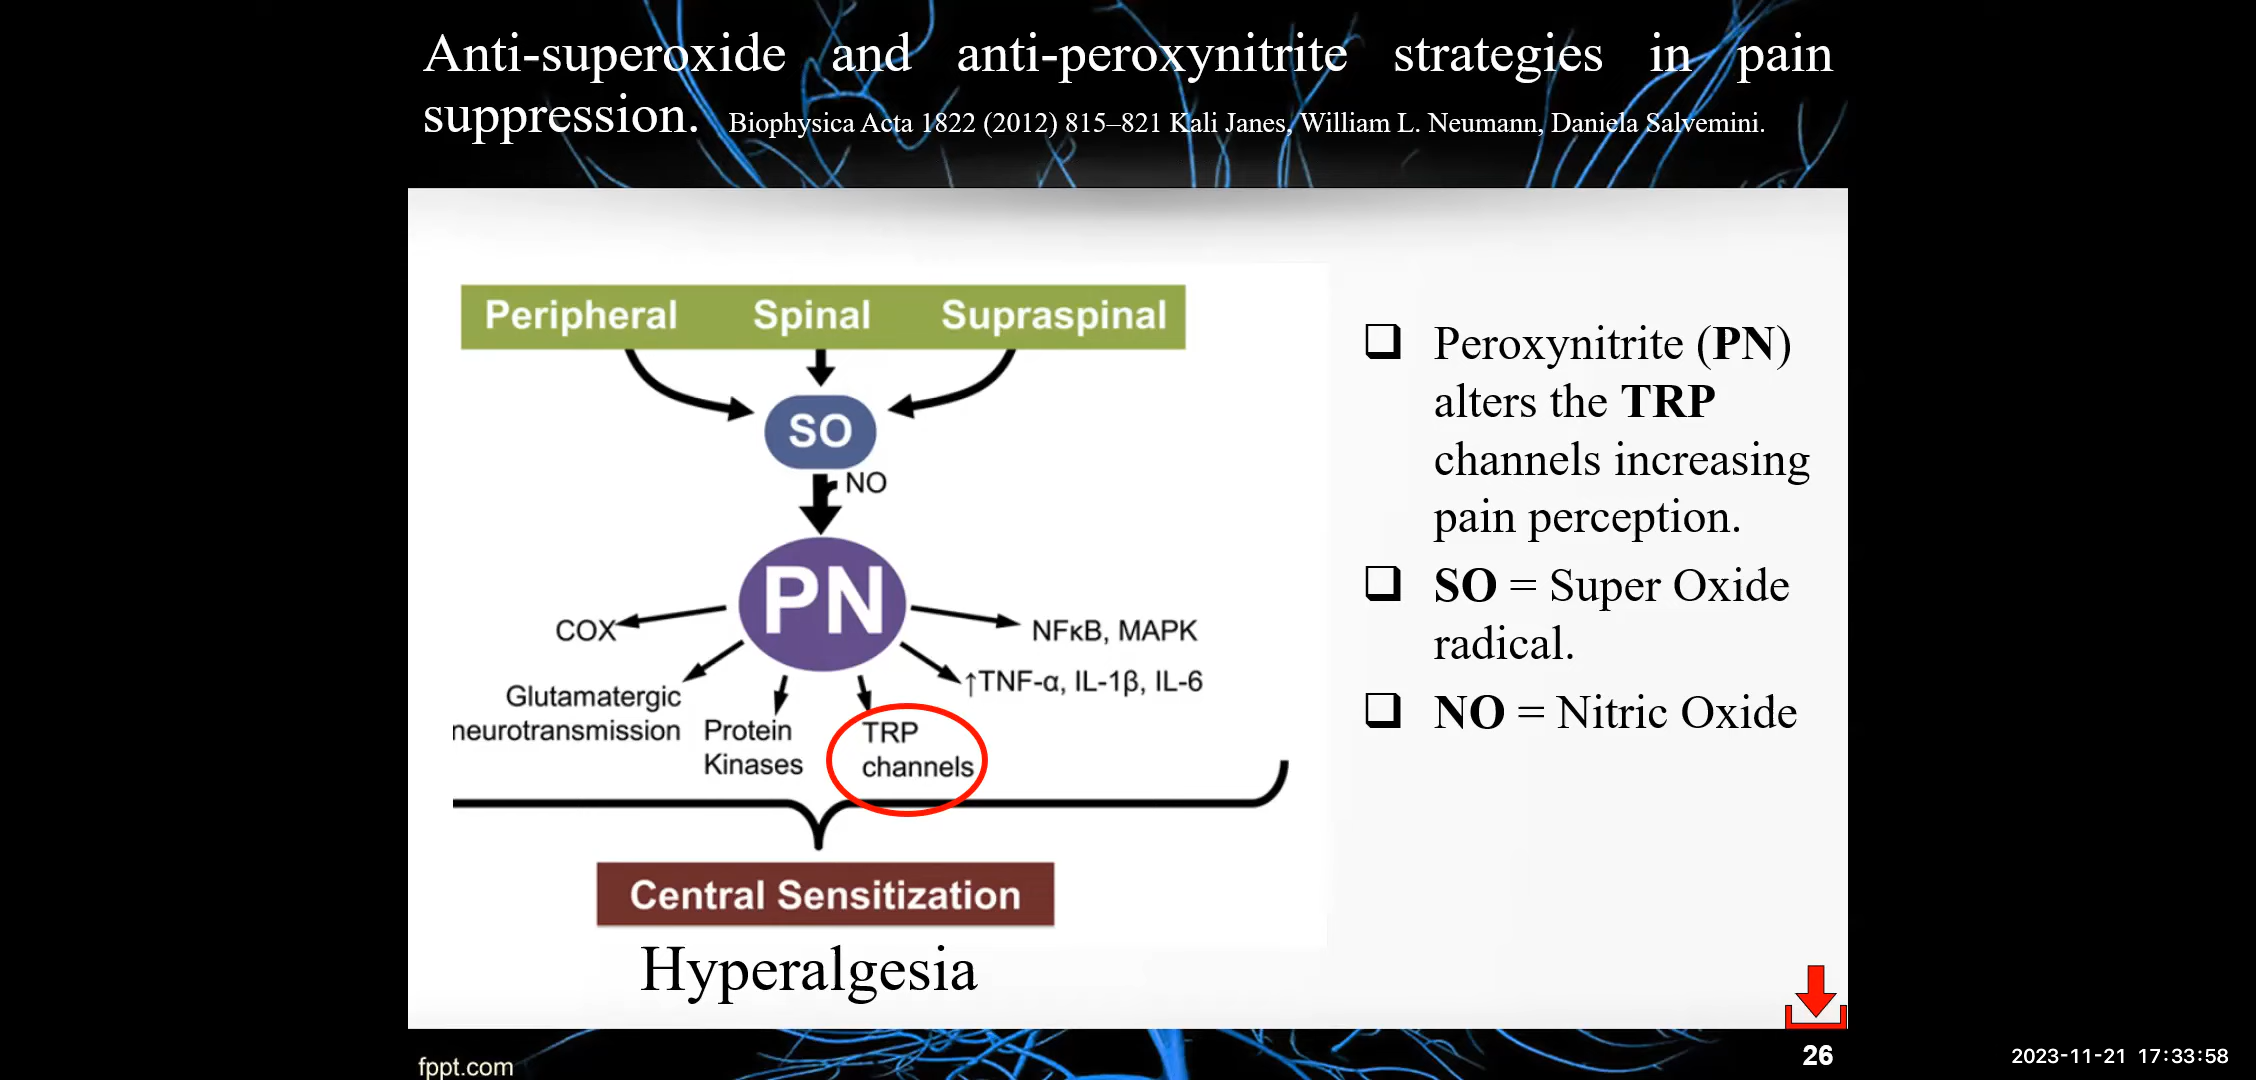 Anti-superoxide and anti-peroxynitrite strategies in pain
suppression. Biophysica Acta 1822 (2012) 815–821 Kali Janes, William L. Neumann, Daniela Salvemini.
Peripheral Spinal Supraspinal
SO
NO
PN
COX
NFκB, MAPK
Glutamatergic
neurotransmission
Protein
Kinases
TRP
channels
↑TNF-α, IL-1β, IL-6
Central Sensitization
Hyperalgesia
Peroxynitrite (PN)
alters the TRP
channels increasing
pain perception.
SO = Super Oxide
radical.
NO = Nitric Oxide
fppt.com
26
2023-11-21 17:33:58